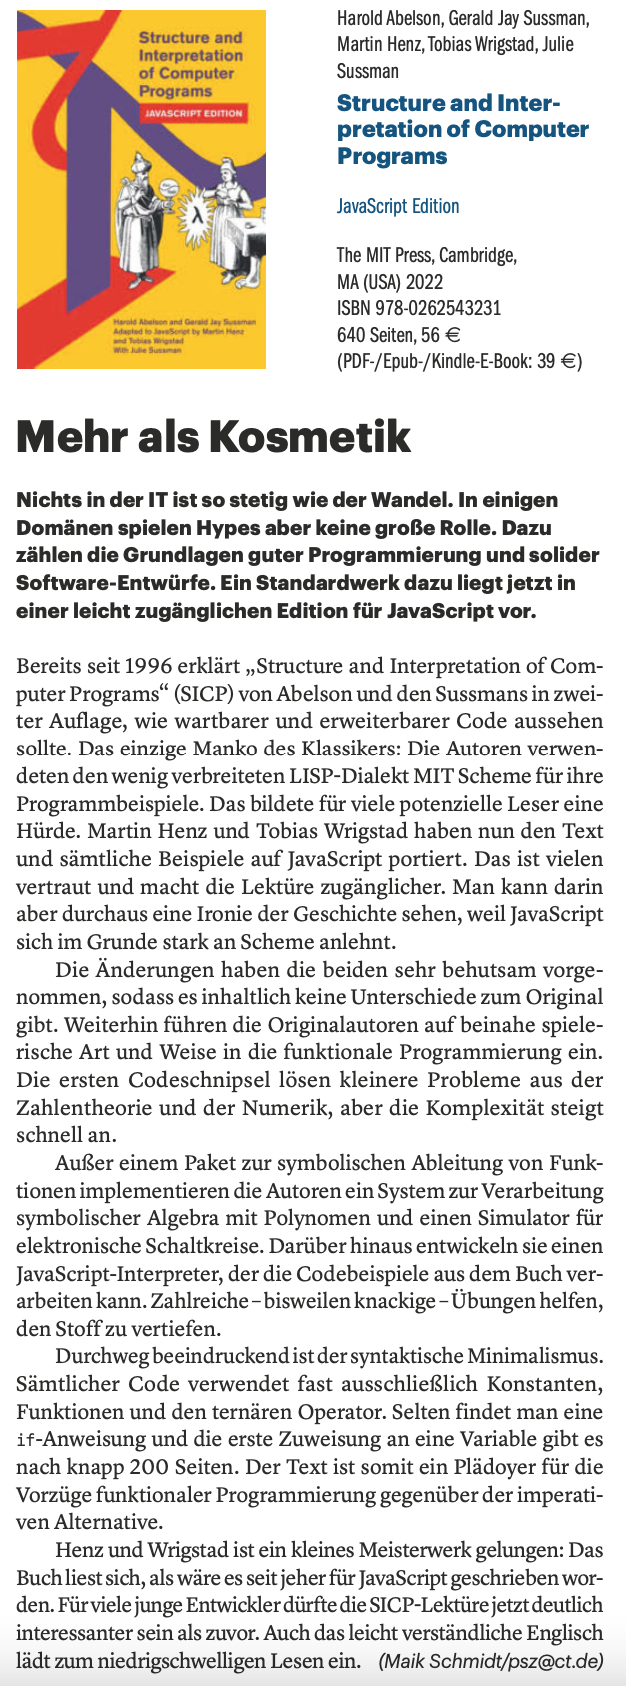 Structure and
Interpretation
of Computer
Programs
JAVASCRIPT EDITION
λ
Harold Abelson and Gerald Jay Sussman
Adapted to JavaScript by Martin Henz
and Tobias Wrigstad
With Julie Sussman
Harold Abelson, Gerald Jay Sussman,
Martin Henz, Tobias Wrigstad, Julie
Sussman
Structure and Inter-
pretation of Computer
Programs
JavaScript Edition
The MIT Press, Cambridge,
MA (USA) 2022
ISBN 978-0262543231
640 Seiten, 56 €
(PDF-/Epub-/Kindle-E-Book: 39 €)
Mehr als Kosmetik
Nichts in der IT ist so stetig wie der Wandel. In einigen
Domänen spielen Hypes aber keine große Rolle. Dazu
zählen die Grundlagen guter Programmierung und solider
Software-Entwürfe. Ein Standardwerk dazu liegt jetzt in
einer leicht zugänglichen Edition für JavaScript vor.
Bereits seit 1996 erklärt „Structure and Interpretation of Com-
puter Programs“ (SICP) von Abelson und den Sussmans in zwei-
ter Auflage, wie wartbarer und erweiterbarer Code aussehen
sollte. Das einzige Manko des Klassikers: Die Autoren verwen-
deten den wenig verbreiteten LISP-Dialekt MIT Scheme für ihre
Programmbeispiele. Das bildete für viele potenzielle Leser eine
Hürde. Martin Henz und Tobias Wrigstad haben nun den Text
und sämtliche Beispiele auf JavaScript portiert. Das ist vielen
vertraut und macht die Lektüre zugänglicher. Man kann darin
aber durchaus eine Ironie der Geschichte sehen, weil JavaScript
sich im Grunde stark an Scheme anlehnt.
Die Änderungen haben die beiden sehr behutsam vorge-
nommen, sodass es inhaltlich keine Unterschiede zum Original
gibt. Weiterhin führen die Originalautoren auf beinahe spiele-
rische Art und Weise in die funktionale Programmierung ein.
Die ersten Codeschnipsel lösen kleinere Probleme aus der
Zahlentheorie und der Numerik, aber die Komplexität steigt
schnell an.
Außer einem Paket zur symbolischen Ableitung von Funk-
tionen implementieren die Autoren ein System zur Verarbeitung
symbolischer Algebra mit Polynomen und einen Simulator für
elektronische Schaltkreise. Darüber hinaus entwickeln sie einen
JavaScript-Interpreter, der die Codebeispiele aus dem Buch ver-
arbeiten kann. Zahlreiche – bisweilen knackige – Übungen helfen,
den Stoff zu vertiefen.
Durchweg beeindruckend ist der syntaktische Minimalismus.
Sämtlicher Code verwendet fast ausschließlich Konstanten,
Funktionen und den ternären Operator. Selten findet man eine
if-Anweisung und die erste Zuweisung an eine Variable gibt es
nach knapp 200 Seiten. Der Text ist somit ein Plädoyer für die
Vorzüge funktionaler Programmierung gegenüber der imperati-
ven Alternative.
Henz und Wrigstad ist ein kleines Meisterwerk gelungen: Das
Buch liest sich, als wäre es seit jeher für JavaScript geschrieben wor-
den. Für viele junge Entwickler dürfte die SICP-Lektüre jetzt deutlich
interessanter sein als zuvor. Auch das leicht verständliche Englisch
lädt zum niedrigschwelligen Lesen ein. (Maik Schmidt/psz@ct.de)